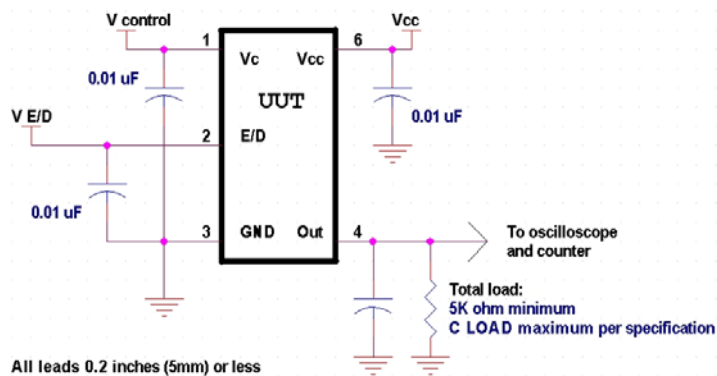 V control
Vcc
1
6
Vc
Vcc
0.01 uF
UUT
0.01 uF
V E/D
2
E/D
0.01 uF
3
GND
Out
4
To oscilloscope
and counter
Total load:
5K ohm minimum
C LOAD maximum per specification
All leads 0.2 inches (5mm) or less